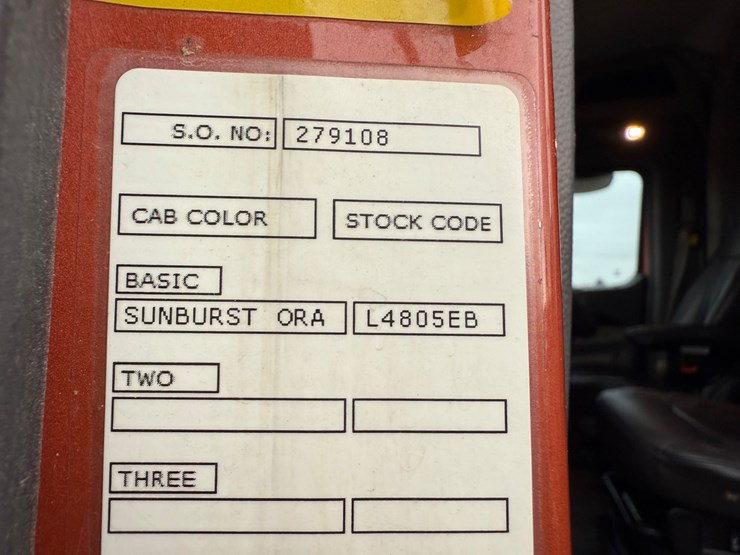 S.O. NO: 279108
CAB COLOR STOCK CODE
BASIC
SUNBURST ORA L4805EB
TWO
THREE